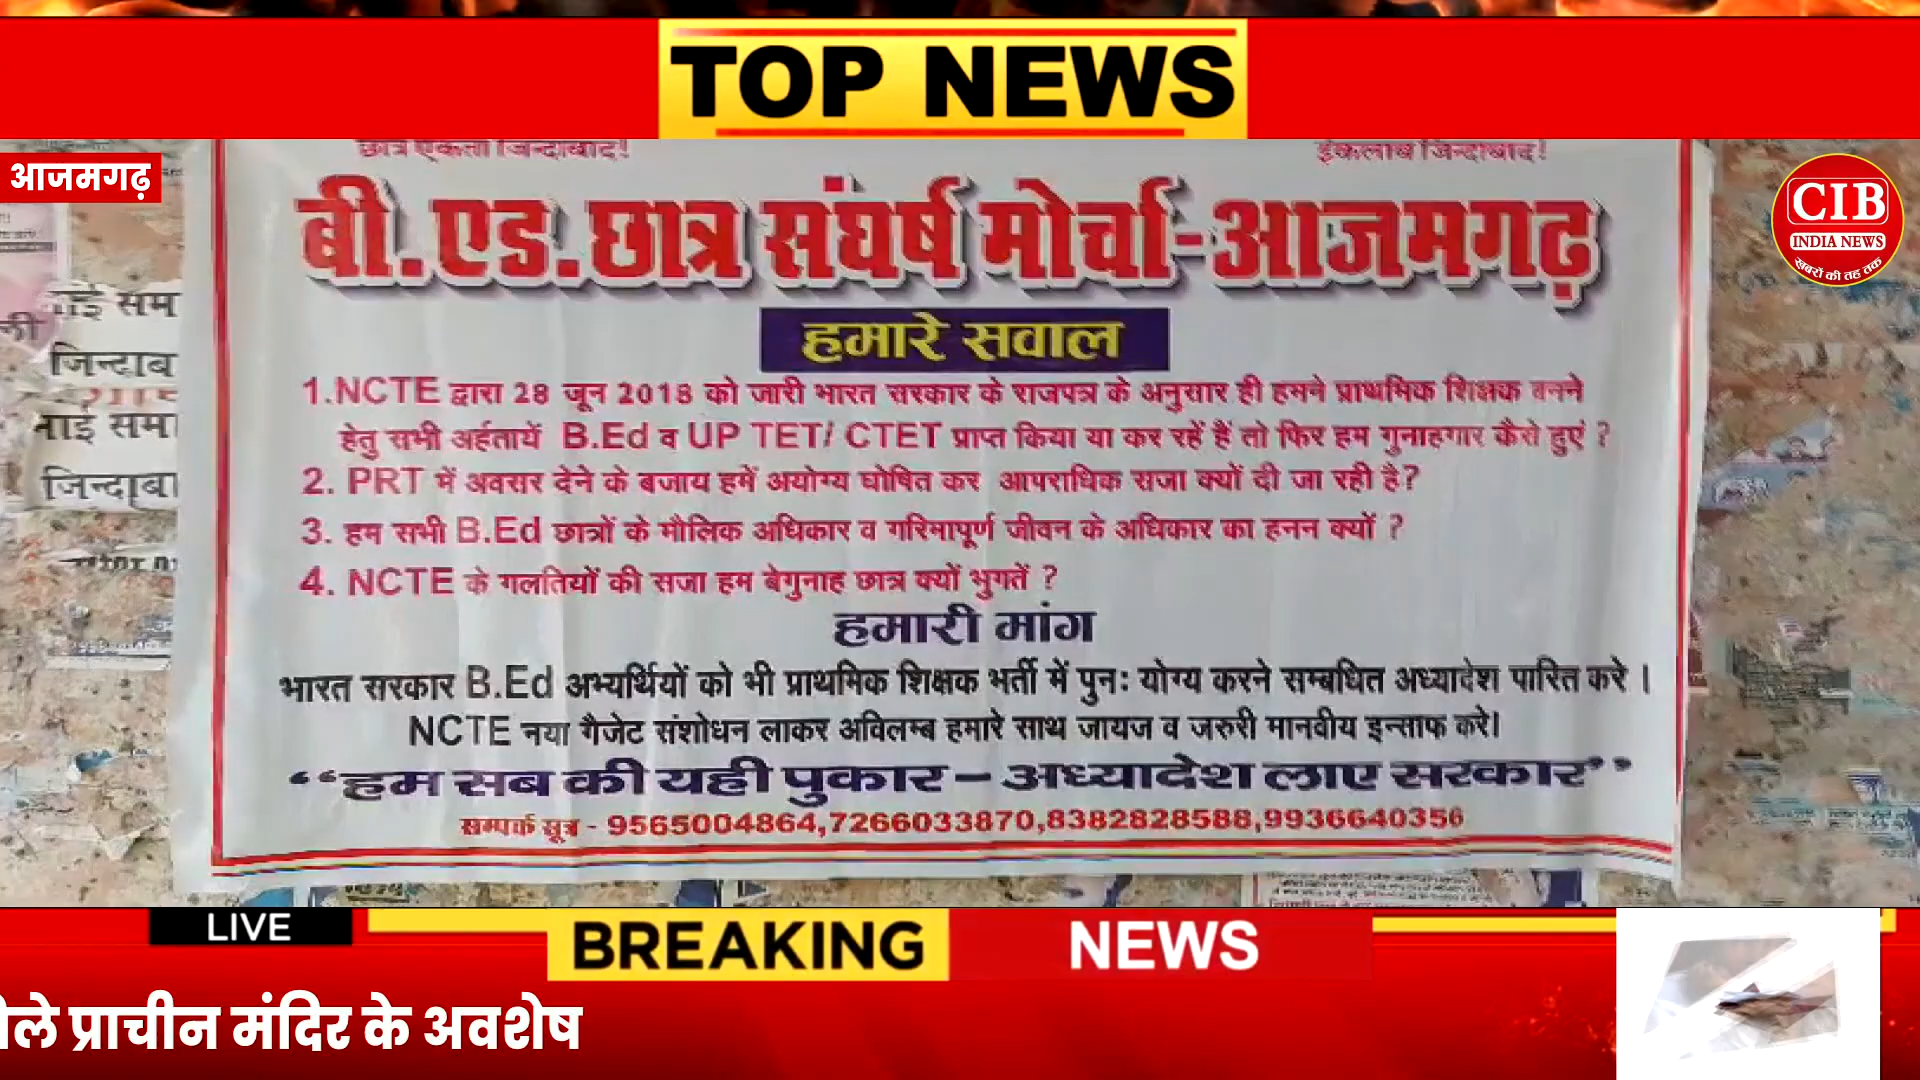 TOP NEWS
आजमगढ़
छात्र एकता जिन्दाबाद!
इंकलाब जिन्दाबाद!
CIB
INDIA NEWS
खबरों की तह तक
बी.एड.छात्र संघर्ष मोर्चा-आजमगढ़
हमारे सवाल
1.NCTE द्वारा 28 जून 2018 को जारी भारत सरकार के राजपत्र के अनुसार ही हमने प्राथमिक शिक्षक बनने
हेतु सभी अर्हतायें B.Ed व UP TET/ CTET प्राप्त किया या कर रहें हैं तो फिर हम गुनाहगार कैसे हुएं ?
2. PRT में अवसर देने के बजाय हमें अयोग्य घोषित कर आपराधिक सजा क्यों दी जा रही है?
3. हम सभी B.Ed छात्रों के मौलिक अधिकार व गरिमापूर्ण जीवन के अधिकार का हनन क्यों ?
4. NCTE के गलतियों की सजा हम बेगुनाह छात्र क्यों भुगतें ?
हमारी मांग
भारत सरकार B.Ed अभ्यर्थियों को भी प्राथमिक शिक्षक भर्ती में पुनः योग्य करने सम्बधित अध्यादेश पारित करे ।
NCTE नया गैजेट संशोधन लाकर अविलम्ब हमारे साथ जायज व जरुरी मानवीय इन्साफ करे।
“हम सब की यही पुकार – अध्यादेश लाए सरकार”
सम्पर्क सूत्र - 9565004864,7266033870,8382828588,9936640356
सम
जिन्दाब
सम
जिन्दाबा
LIVE
BREAKING NEWS
प्राचीन मंदिर के अवशेष